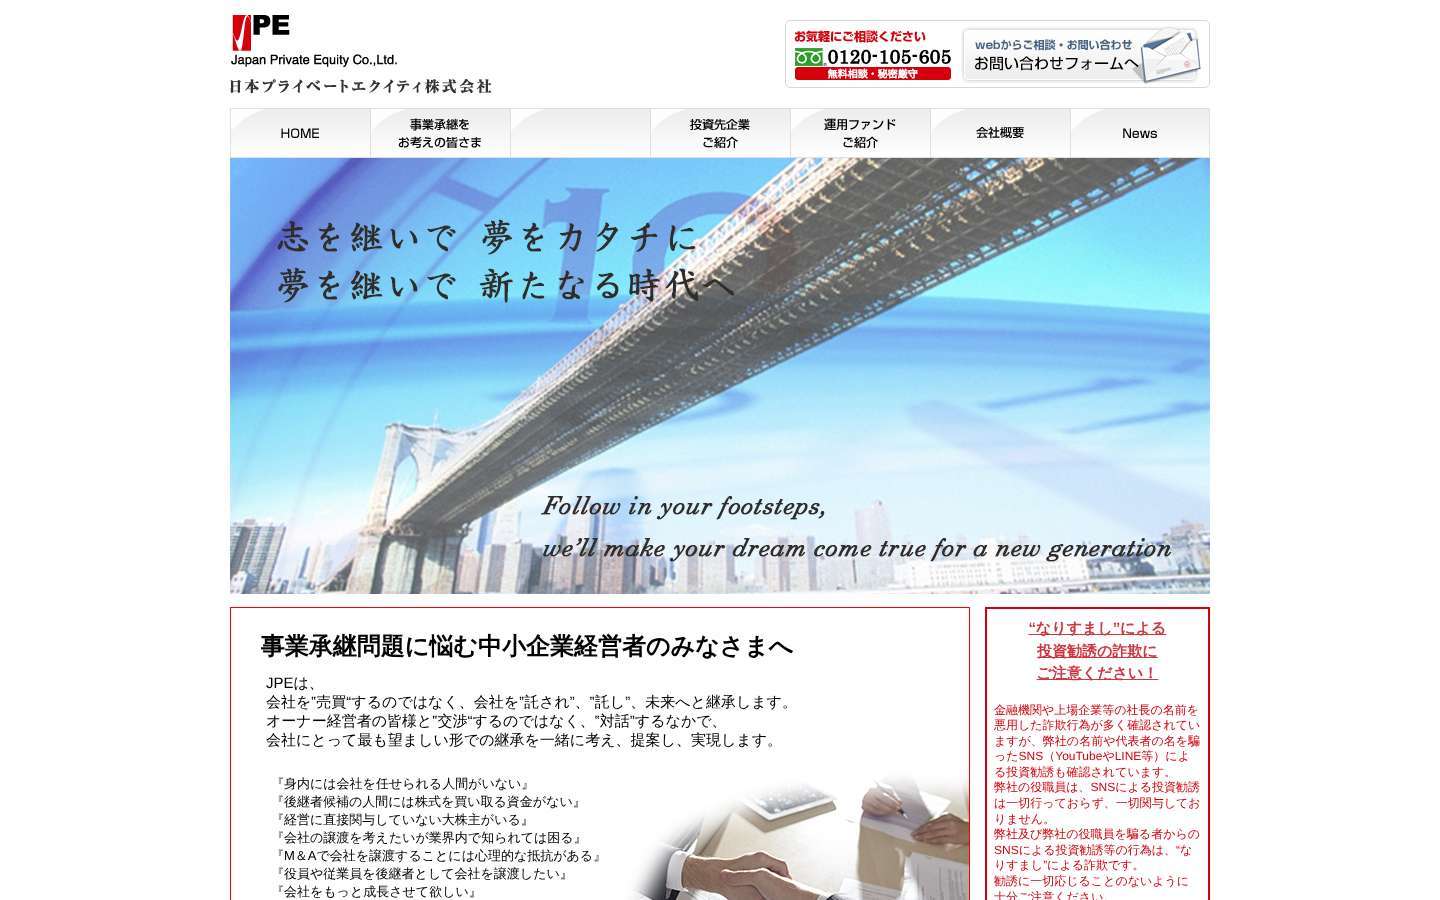 JPE
Japan Private Equity Co.,Ltd.
日本プライベートエクイティ株式会社
お気軽にご相談ください
0120-105-605
無料相談・秘密厳守
webからご相談・お問い合わせ
お問い合わせフォームへ
HOME
事業承継を
お考えの皆さま
投資先企業
ご紹介
運用ファンド
ご紹介
会社概要
News
10
志を継いで 夢をカタチに
夢を継いで 新たなる時代へ
Follow in your footsteps,
we'll make your dream come true for a new generation
事業承継問題に悩む中小企業経営者のみなさまへ
JPEは、
会社を”売買“するのではなく、会社を”託され”、”託し”、未来へと継承します。
オーナー経営者の皆様と”交渉“するのではなく、”対話”するなかで、
会社にとって最も望ましい形での継承を一緒に考え、提案し、実現します。
『身内には会社を任せられる人間がいない』
『後継者候補の人間には株式を買い取る資金がない』
『経営に直接関与していない大株主がいる』
『会社の譲渡を考えたいが業界内で知られては困る』
『M＆Aで会社を譲渡することには心理的な抵抗がある』
『役員や従業員を後継者として会社を譲渡したい』
『会社をもっと成長させて欲しい』
“なりすまし”による
投資勧誘の詐欺に
ご注意ください！
金融機関や上場企業等の社長の名前を
悪用した詐欺行為が多く確認されてい
ますが、弊社の名前や代表者の名を騙
ったSNS（YouTubeやLINE等）によ
る投資勧誘も確認されています。
弊社の役職員は、SNSによる投資勧誘
は一切行っておらず、一切関与してお
りません。
弊社及び弊社の役職員を騙る者からの
SNSによる投資勧誘等の行為は、“な
りすまし”による詐欺です。
勧誘に一切応じることのないように
十分ご注意ください。